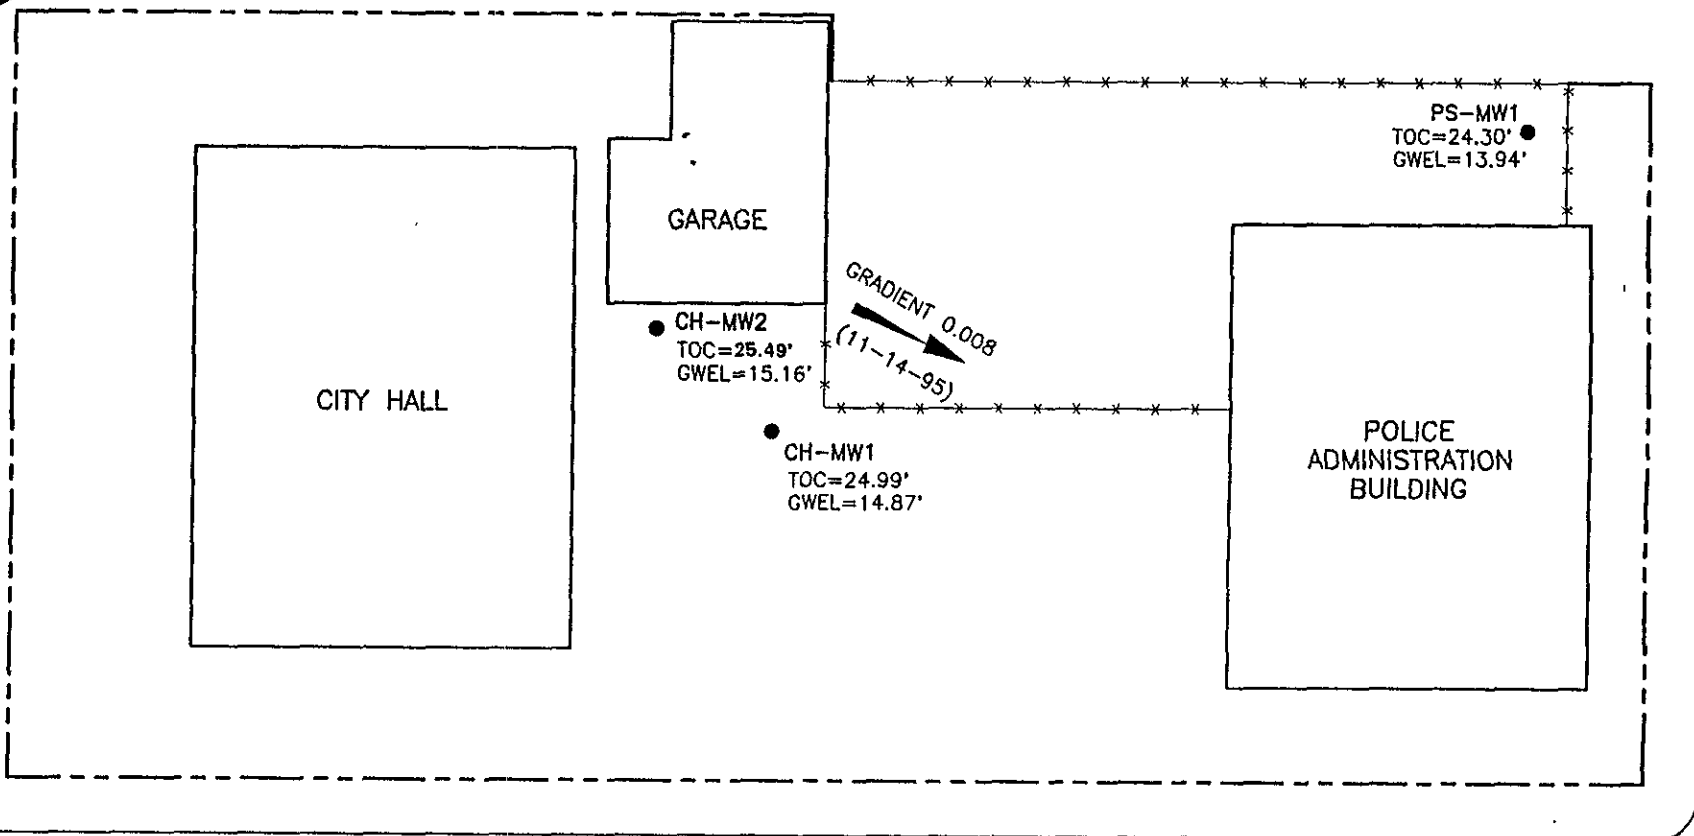 PS-MW1
TOC=24.30'
GWEL=13.94'
GARAGE
GRADIENT 0.008
(11-14-95)
CH-MW2
TOC=25.49'
GWEL=15.16'
CITY HALL
CH-MW1
TOC=24.99'
GWEL=14.87'
POLICE
ADMINISTRATION
BUILDING